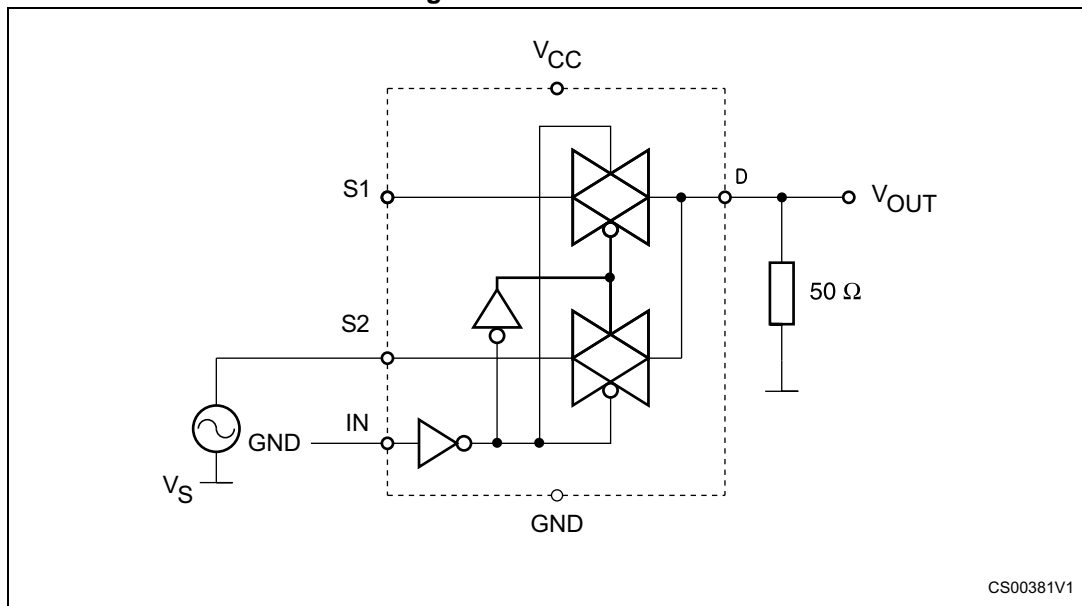 V_CC
S1
D
V_OUT
50 Ω
S2
IN
GND
V_S
GND
CS00381V1